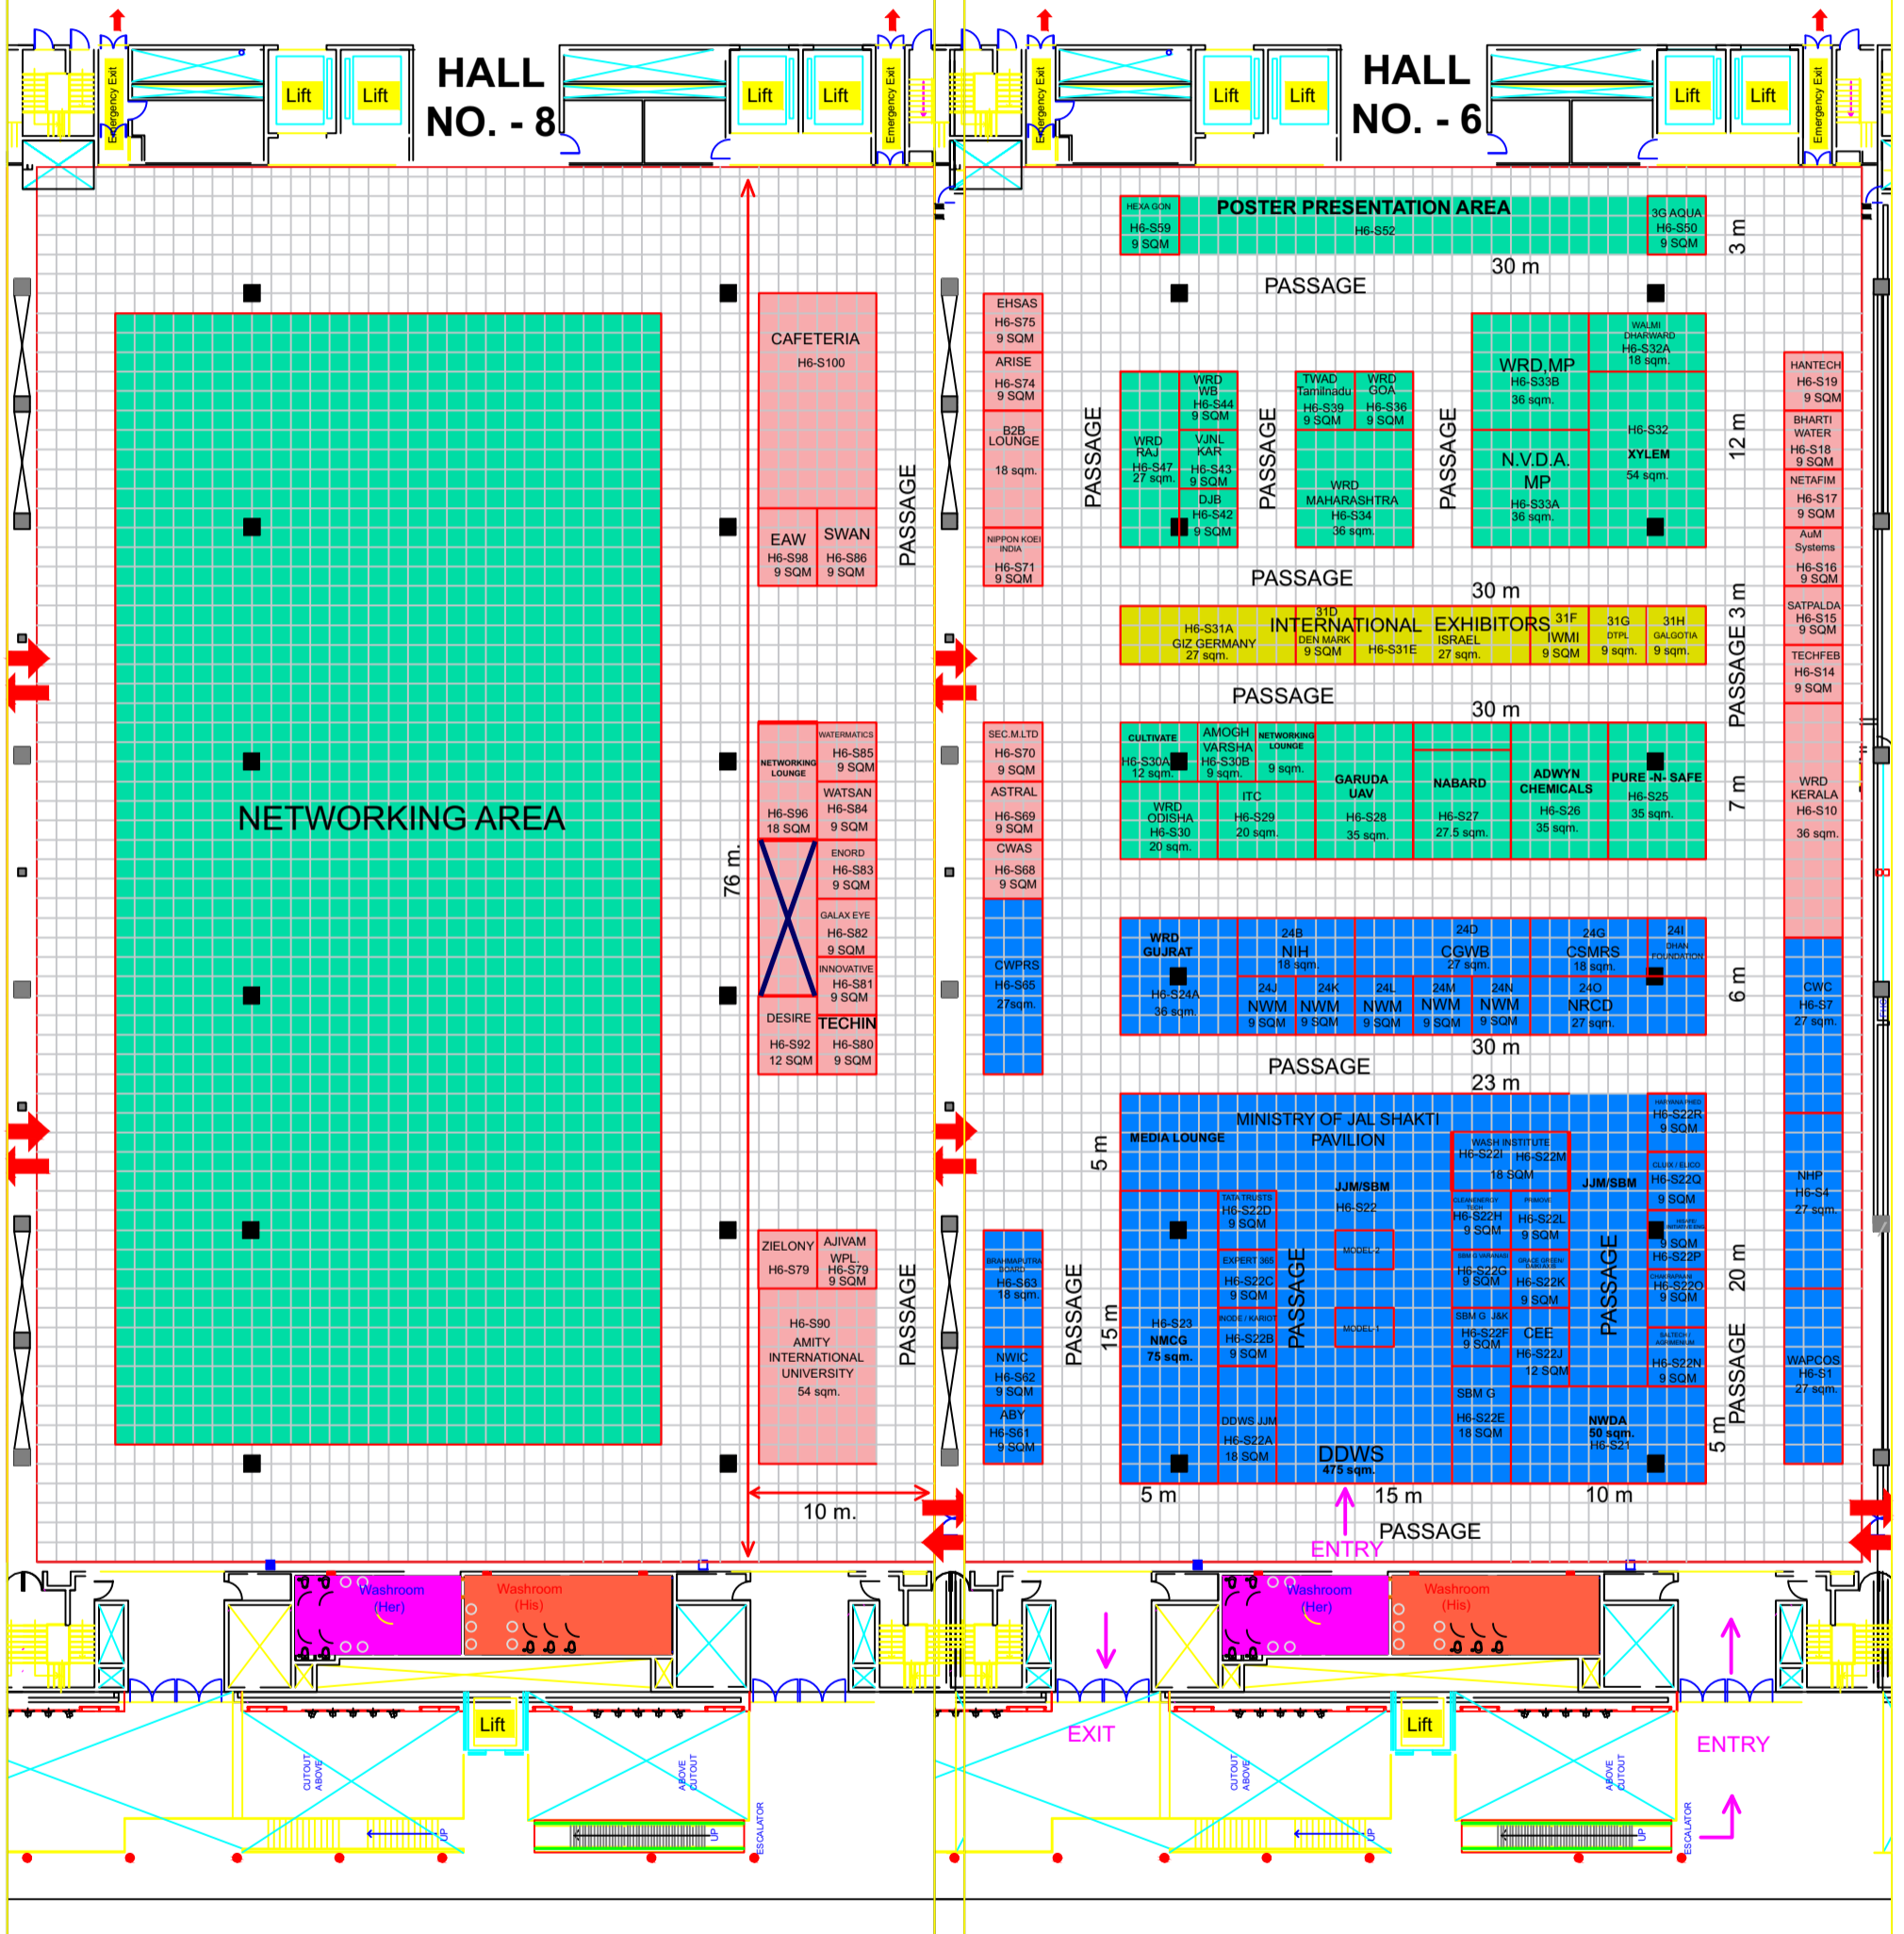 HALL
NO. - 8
HALL
NO. - 6
Emergency Exit
Lift
Lift
Lift
Lift
Emergency Exit
Emergency Exit
Lift
Lift
Lift
Lift
Emergency Exit
NETWORKING AREA
76 m.
10 m.
CAFETERIA
H6-S100
EAW
H6-S98
9 SQM
SWAN
H6-S86
9 SQM
PASSAGE
NETWORKING
LOUNGE
H6-S96
18 SQM
WATERMATICS
H6-S85
9 SQM
WATSAN
H6-S84
9 SQM
ENORD
H6-S83
9 SQM
GALAX EYE
H6-S82
9 SQM
INNOVATIVE
H6-S81
9 SQM
DESIRE
H6-S92
12 SQM
TECHIN
H6-S80
9 SQM
ZIELONY
H6-S79
AJIVAM
WPL.
H6-S79
9 SQM
H6-S90
AMITY
INTERNATIONAL
UNIVERSITY
54 sqm.
PASSAGE
EHSAS
H6-S75
9 SQM
ARISE
H6-S74
9 SQM
B2B
LOUNGE
18 sqm.
NIPPON KOEI
INDIA
H6-S71
9 SQM
SEC.M.LTD
H6-S70
9 SQM
ASTRAL
H6-S69
9 SQM
CWAS
H6-S68
9 SQM
CWPRS
H6-S65
27sqm.
BRAHMAPUTRA
BOARD
H6-S63
18 sqm.
NWIC
H6-S62
9 SQM
ABY
H6-S61
9 SQM
HEXA GON
H6-S59
9 SQM
POSTER PRESENTATION AREA
H6-S52
3G AQUA
H6-S50
9 SQM
3 m
30 m
PASSAGE
PASSAGE
WRD
RAJ
H6-S47
27 sqm.
WRD
WB
H6-S44
9 SQM
VJNL
KAR
H6-S43
9 SQM
DJB
H6-S42
9 SQM
PASSAGE
TWAD
Tamilnadu
H6-S39
9 SQM
WRD
GOA
H6-S36
9 SQM
WRD
MAHARASHTRA
H6-S34
36 sqm.
PASSAGE
WRD,MP
H6-S33B
36 sqm.
N.V.D.A.
MP
H6-S33A
36 sqm.
WALMI
DHARWARD
H6-S32A
18 sqm.
H6-S32
XYLEM
54 sqm.
12 m
PASSAGE
30 m
H6-S31A
GIZ GERMANY
27 sqm.
INTERNATIONAL EXHIBITORS
31D
DEN MARK
9 SQM
H6-S31E
ISRAEL
27 sqm.
31F
IWMI
9 SQM
31G
DTPL
9 sqm.
31H
GALGOTIA
9 sqm.
3 m
PASSAGE
PASSAGE
30 m
CULTIVATE
H6-S30A
12 sqm.
AMOGH
VARSHA
H6-S30B
9 sqm.
NETWORKING
LOUNGE
9 sqm.
WRD
ODISHA
H6-S30
20 sqm.
ITC
H6-S29
20 sqm.
GARUDA
UAV
H6-S28
35 sqm.
NABARD
H6-S27
27.5 sqm.
ADWYN
CHEMICALS
H6-S26
35 sqm.
PURE -N- SAFE
H6-S25
35 sqm.
7 m
WRD
GUJRAT
H6-S24A
36 sqm.
24B
NIH
18 sqm.
24D
CGWB
27 sqm.
24G
CSMRS
18 sqm.
24I
DHAN
FOUNDATION
24J
NWM
9 SQM
24K
NWM
9 SQM
24L
NWM
9 SQM
24M
NWM
9 SQM
24N
NWM
9 SQM
24O
NRCD
27 sqm.
6 m
30 m
PASSAGE
23 m
MINISTRY OF JAL SHAKTI
PAVILION
MEDIA LOUNGE
5 m
JJM/SBM
H6-S22
WASH INSTITUTE
H6-S22I
H6-S22M
18 SQM
JJM/SBM
HARYANA PHED
H6-S22R
9 SQM
H6-S22Q
9 SQM
9 SQM
H6-S22P
H6-S22O
9 SQM
H6-S22N
9 SQM
TATA TRUSTS
H6-S22D
9 SQM
EXPERT 365
H6-S22C
9 SQM
INODE / KARIOT
H6-S22B
9 SQM
DDWS JJM
H6-S22A
18 SQM
PASSAGE
MODEL-2
MODEL-1
CLEANENERGY
TECH
H6-S22H
9 SQM
PRIMOVE
H6-S22L
9 SQM
SBM G VARANASI
H6-S22G
9 SQM
H6-S22K
9 SQM
SBM G J&K
H6-S22F
9 SQM
CEE
H6-S22J
12 SQM
SBM G
H6-S22E
18 SQM
PASSAGE
NWDA
50 sqm.
H6-S21
H6-S23
NMCG
75 sqm.
DDWS
475 sqm.
PASSAGE
15 m
20 m
PASSAGE
5 m
5 m
15 m
10 m
ENTRY
PASSAGE
HANTECH
H6-S19
9 SQM
BHARTI
WATER
H6-S18
9 SQM
NETAFIM
H6-S17
9 SQM
AuM
Systems
H6-S16
9 SQM
SATPALDA
H6-S15
9 SQM
TECHFEB
H6-S14
9 SQM
WRD
KERALA
H6-S10
36 sqm.
CWC
H6-S7
27 sqm.
NHP
H6-S4
27 sqm.
WAPCOS
H6-S1
27 sqm.
Washroom
(Her)
Washroom
(His)
Washroom
(Her)
Washroom
(His)
Lift
CUTOUT
ABOVE
ABOVE
CUTOUT
UP
UP
ESCALATOR
EXIT
Lift
CUTOUT
ABOVE
ABOVE
CUTOUT
UP
UP
ESCALATOR
ENTRY